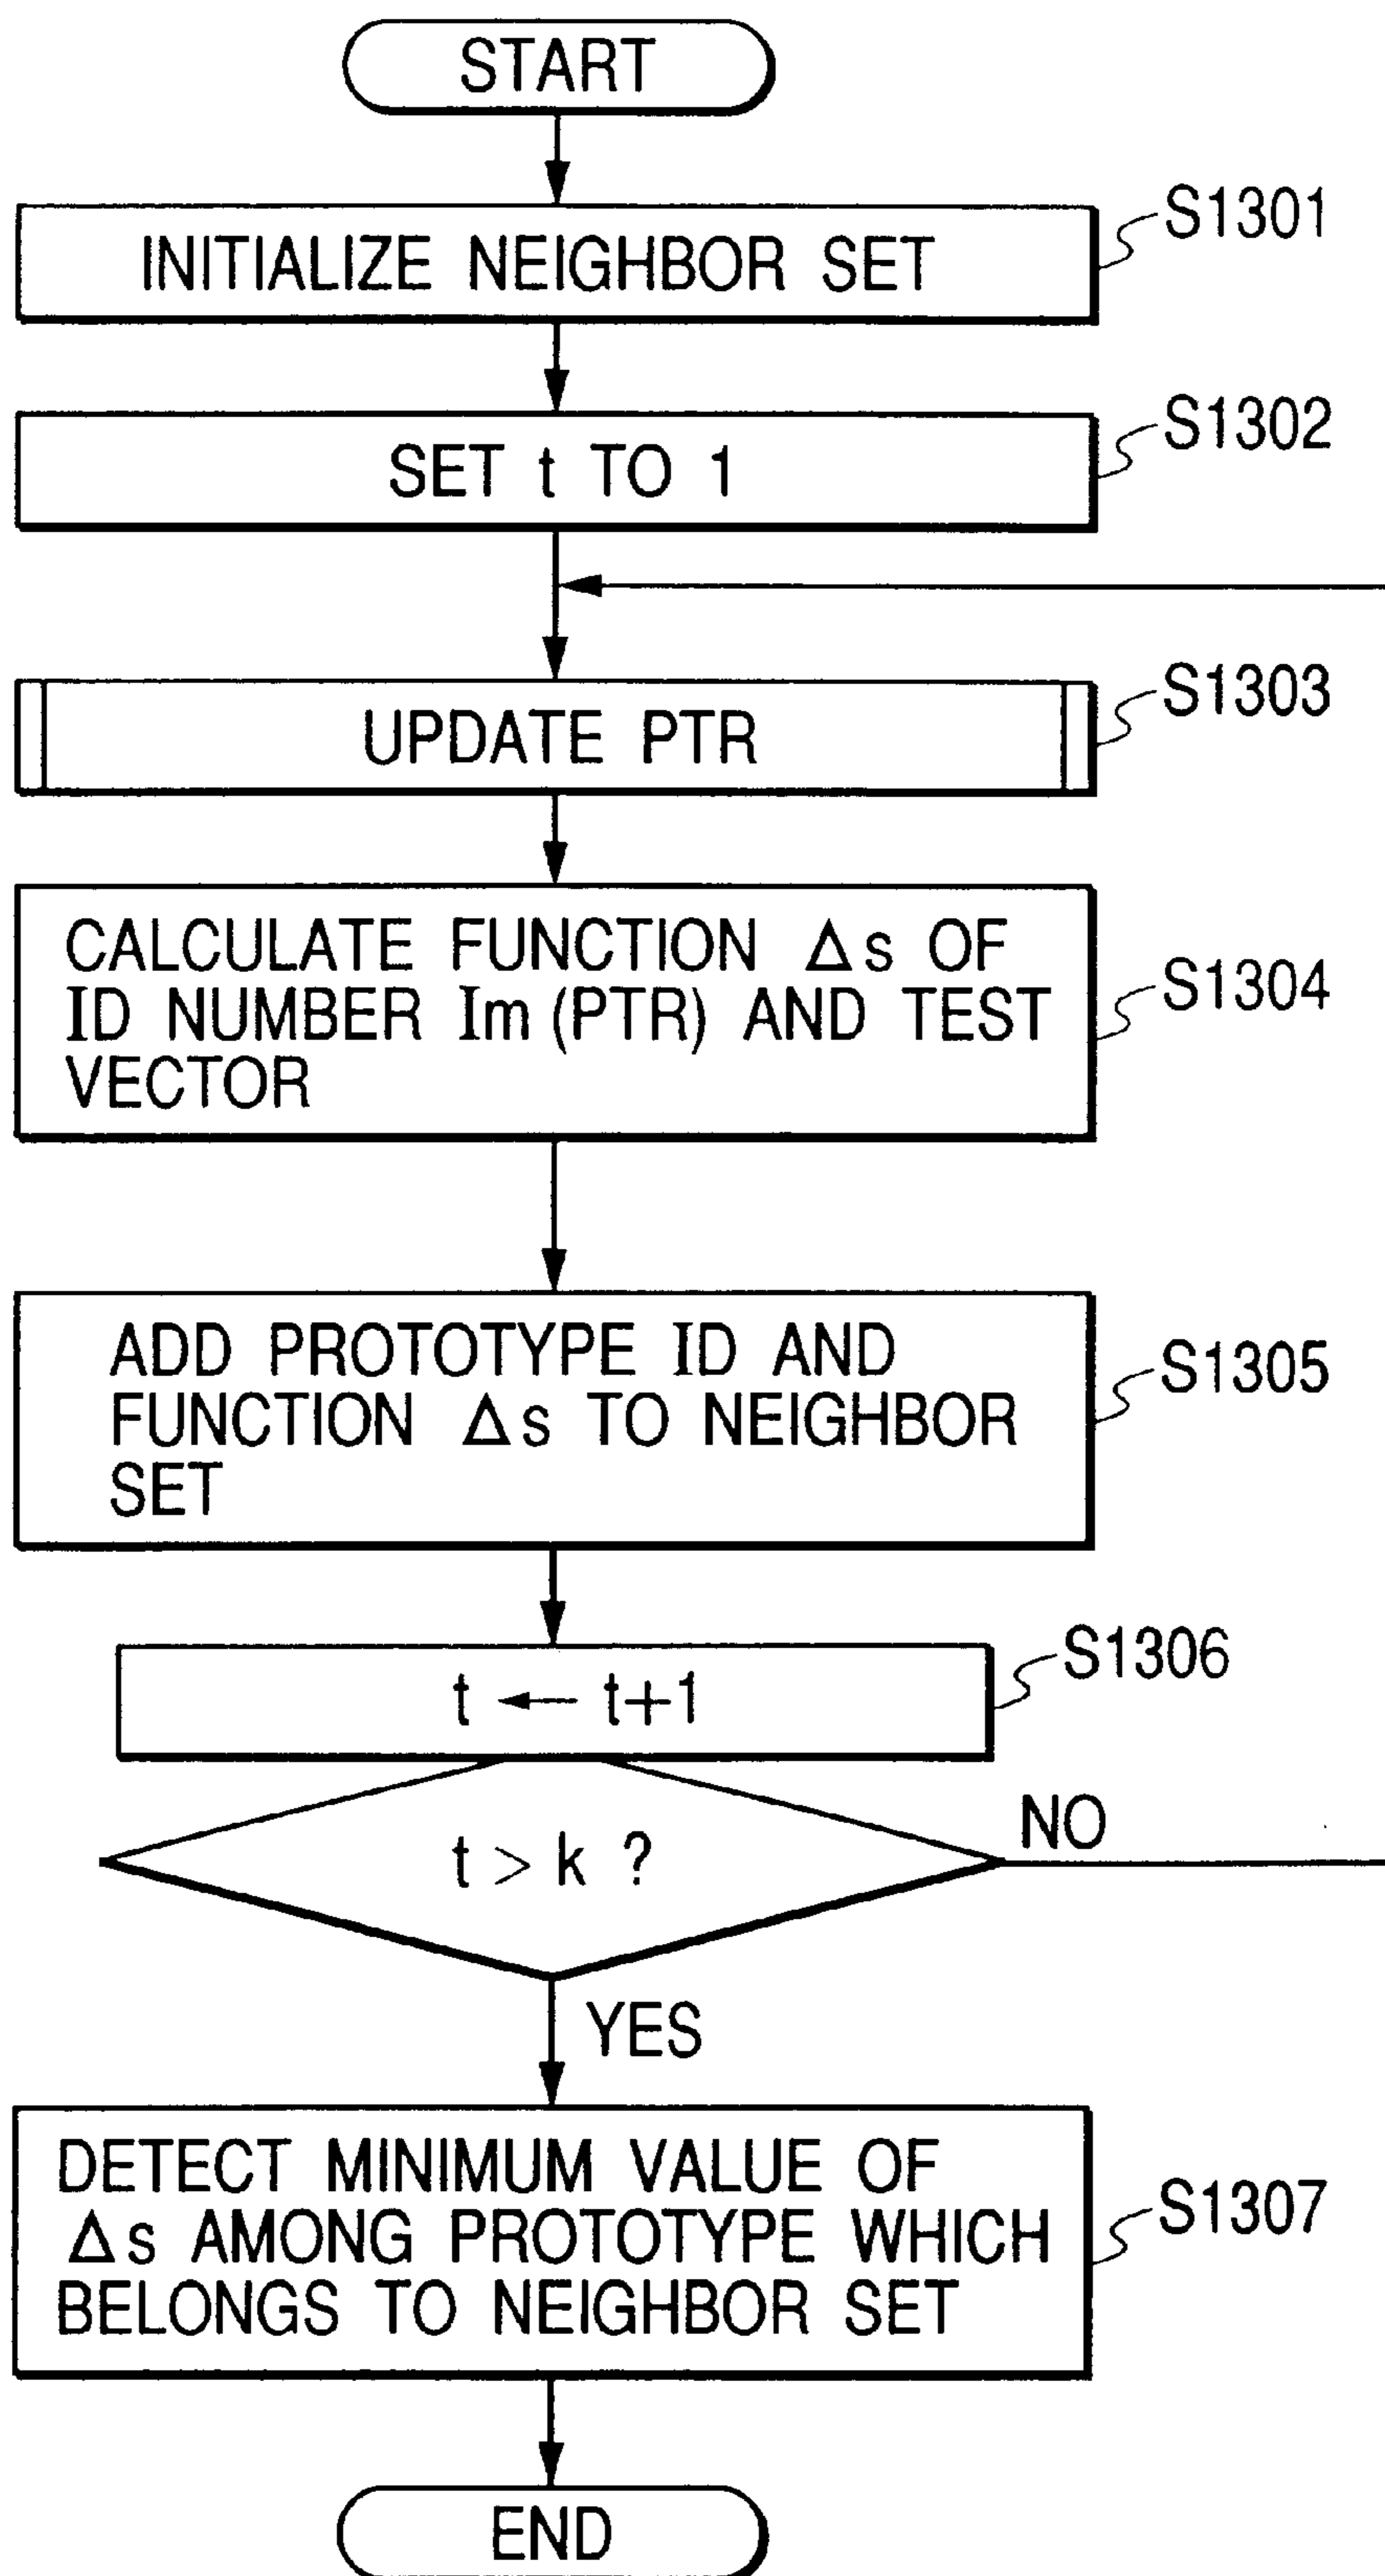 START
S1301
INITIALIZE NEIGHBOR SET
S1302
SET t TO 1
S1303
UPDATE PTR
CALCULATE FUNCTION Δs OF
ID NUMBER Im (PTR) AND TEST
VECTOR
S1304
ADD PROTOTYPE ID AND
FUNCTION Δs TO NEIGHBOR
SET
S1305
S1306
t ← t+1
t > k ?
NO
YES
DETECT MINIMUM VALUE OF
Δs AMONG PROTOTYPE WHICH
BELONGS TO NEIGHBOR SET
S1307
END